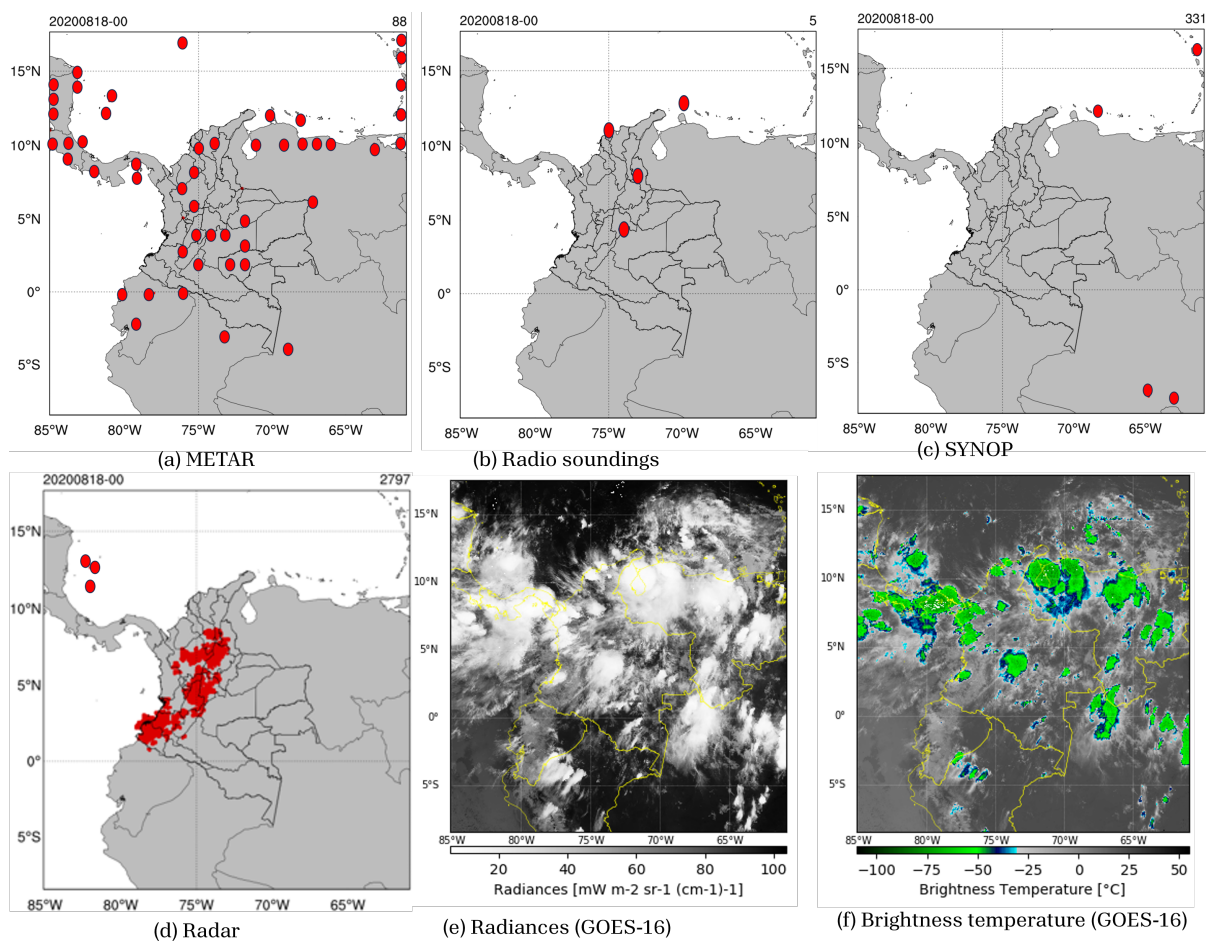 20200818-00 88
15°N
10°N
5°N
0°
5°S
85°W 80°W 75°W 70°W 65°W
(a) METAR
20200818-00 5
15°N
10°N
5°N
0°
5°S
85°W 80°W 75°W 70°W 65°W
(b) Radio soundings
20200818-00 331
15°N
10°N
5°N
0°
5°S
85°W 80°W 75°W 70°W 65°W
(c) SYNOP
20200818-00 2797
15°N
10°N
5°N
0°
5°S
85°W 80°W 75°W 70°W 65°W
(d) Radar
15°N
10°N
5°N
0°
5°S
85°W 80°W 75°W 70°W 65°W
20 40 60 80 100
Radiances [mW m-2 sr-1 (cm-1)-1]
(e) Radiances (GOES-16)
15°N
10°N
5°N
0°
5°S
85°W 80°W 75°W 70°W 65°W
−100 −75 −50 −25 0 25 50
Brightness Temperature [°C]
(f) Brightness temperature (GOES-16)